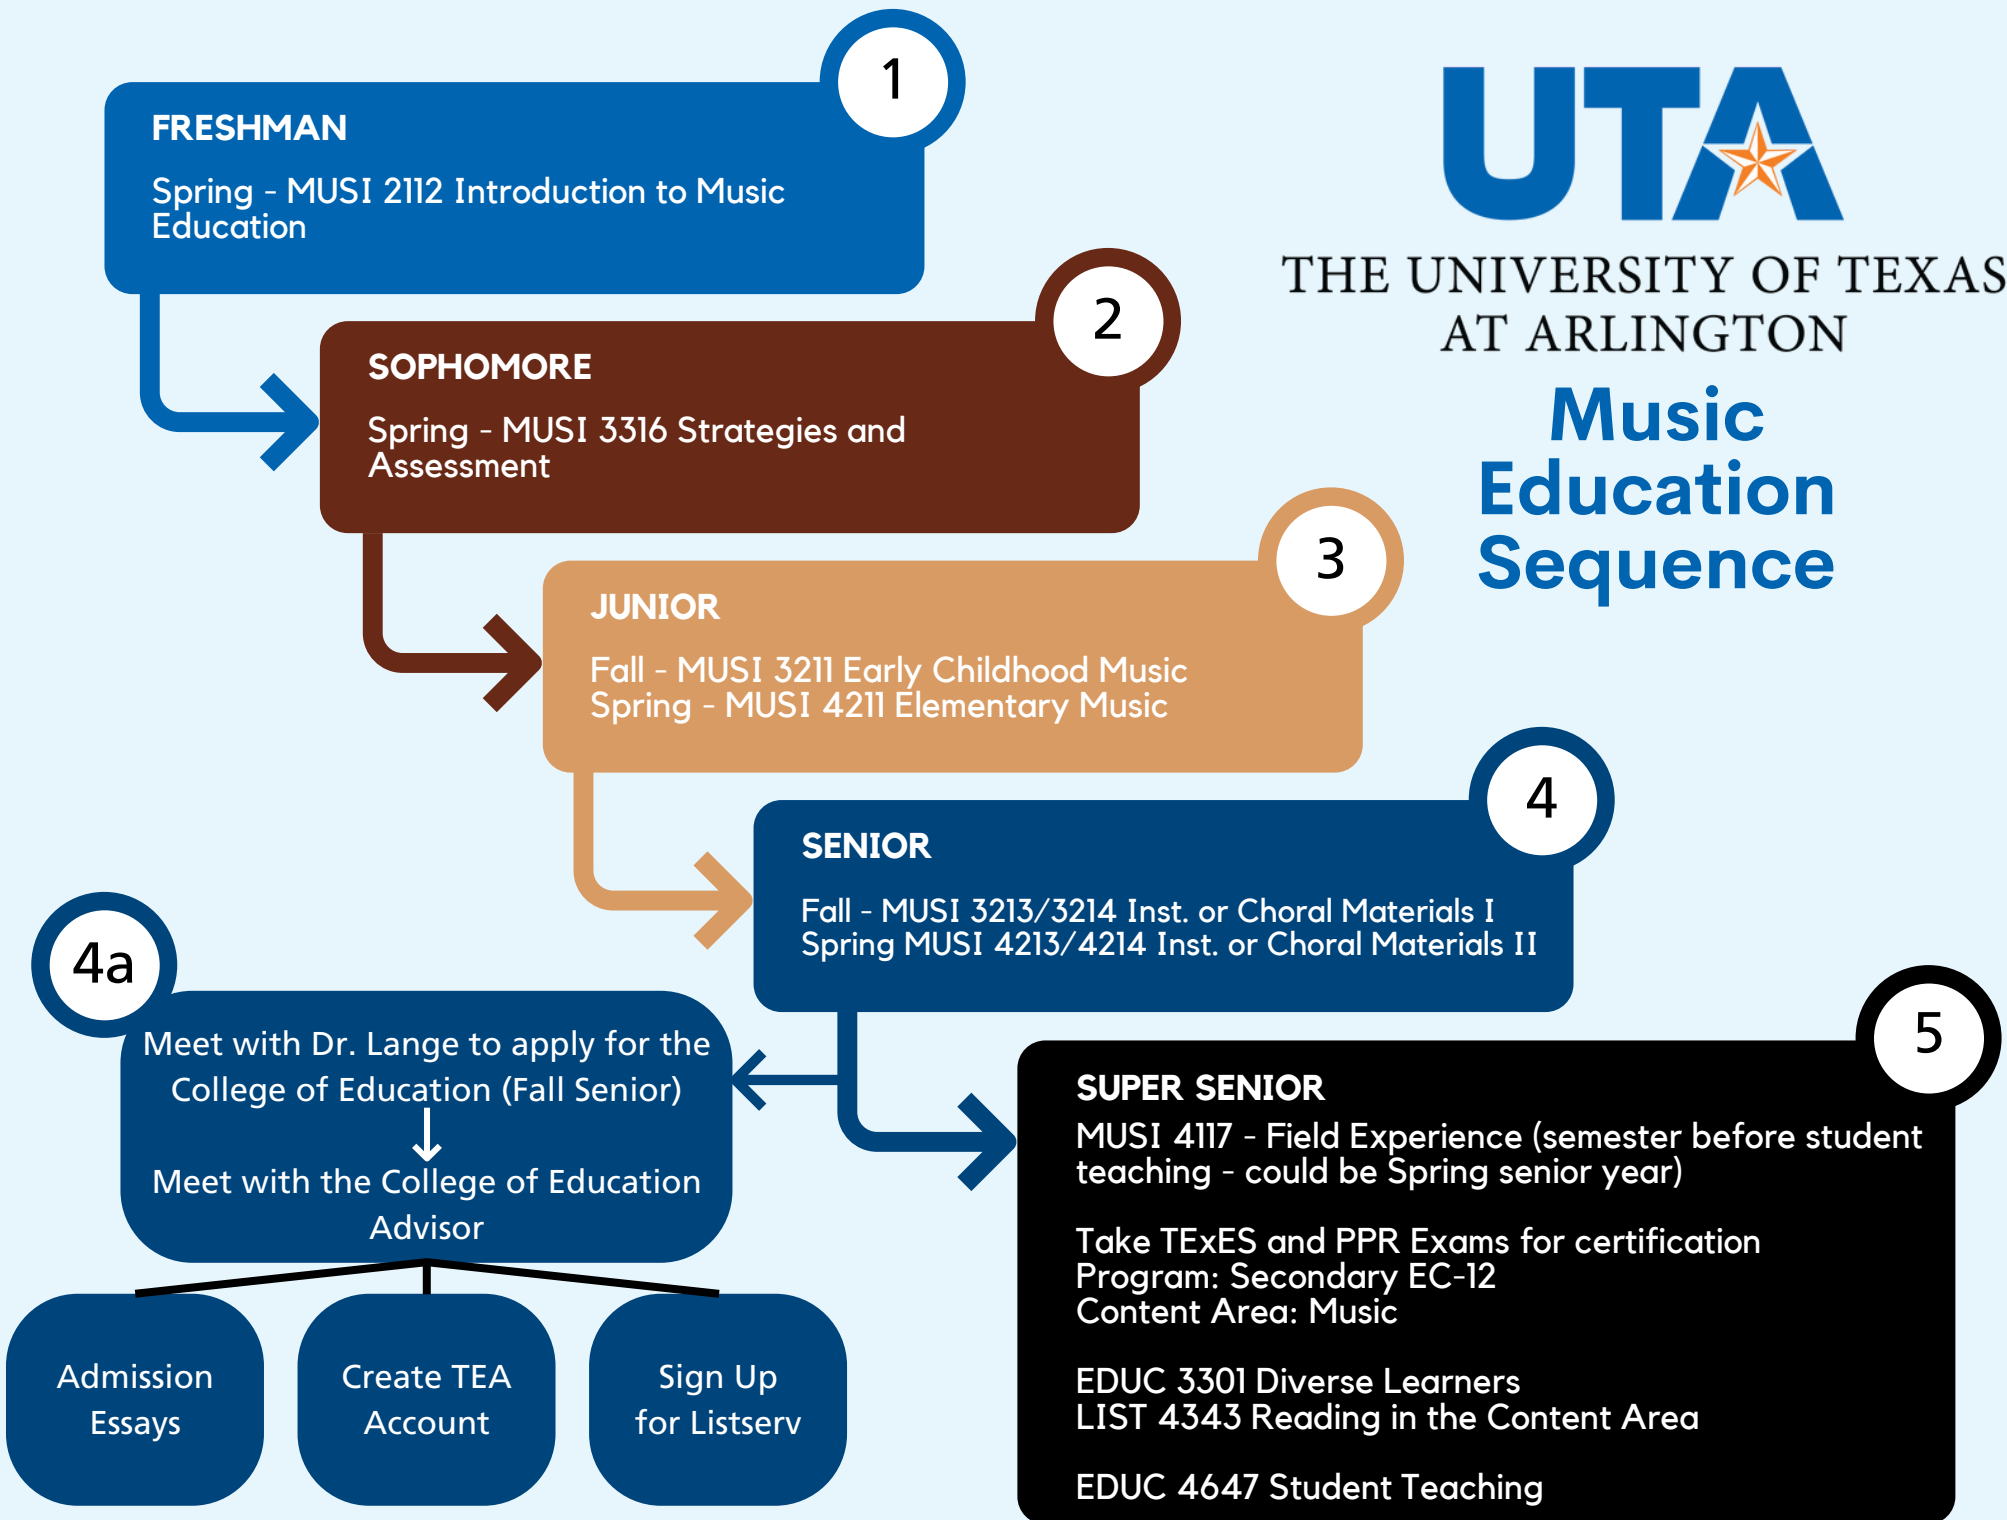 1
FRESHMAN
Spring - MUSI 2112 Introduction to Music
Education
UTA
THE UNIVERSITY OF TEXAS
AT ARLINGTON
Music
Education
Sequence
2
SOPHOMORE
Spring - MUSI 3316 Strategies and
Assessment
3
JUNIOR
Fall - MUSI 3211 Early Childhood Music
Spring - MUSI 4211 Elementary Music
4
SENIOR
Fall - MUSI 3213/3214 Inst. or Choral Materials I
Spring MUSI 4213/4214 Inst. or Choral Materials II
4a
Meet with Dr. Lange to apply for the
College of Education (Fall Senior)
Meet with the College of Education
Advisor
Admission
Essays
Create TEA
Account
Sign Up
for Listserv
5
SUPER SENIOR
MUSI 4117 - Field Experience (semester before student
teaching - could be Spring senior year)
Take TExES and PPR Exams for certification
Program: Secondary EC-12
Content Area: Music
EDUC 3301 Diverse Learners
LIST 4343 Reading in the Content Area
EDUC 4647 Student Teaching